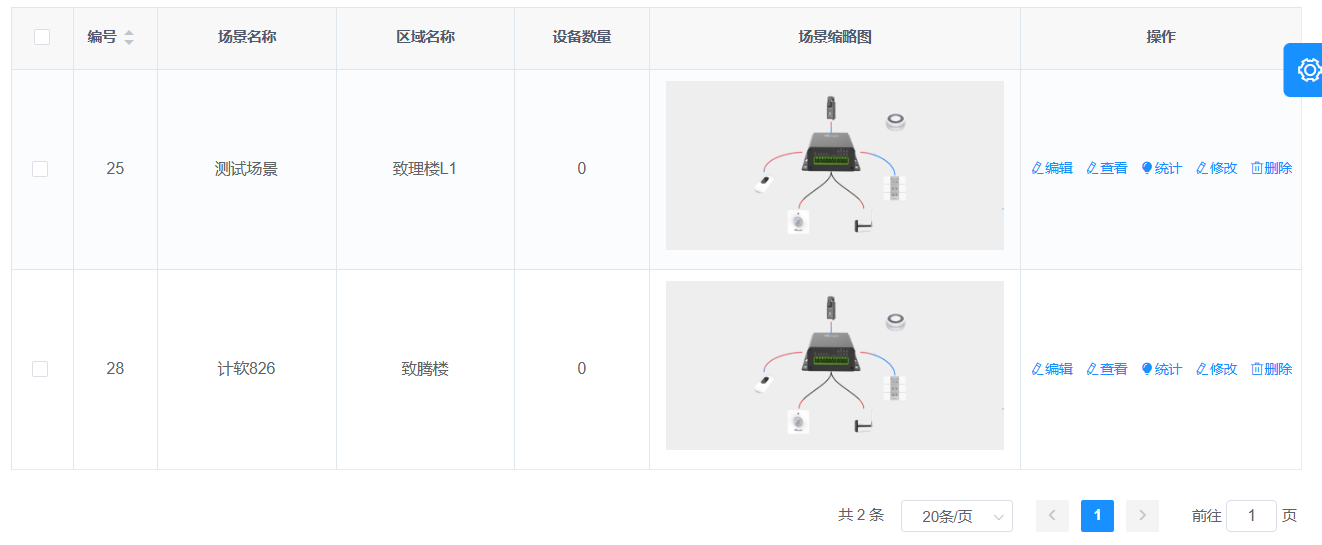 编号 场景名称 区域名称 设备数量 场景缩略图 操作
25 测试场景 致理楼L1 0 编辑 查看 统计 修改 删除
28 计软826 致腾楼 0 编辑 查看 统计 修改 删除
共 2 条 20条/页 1 前往 1 页